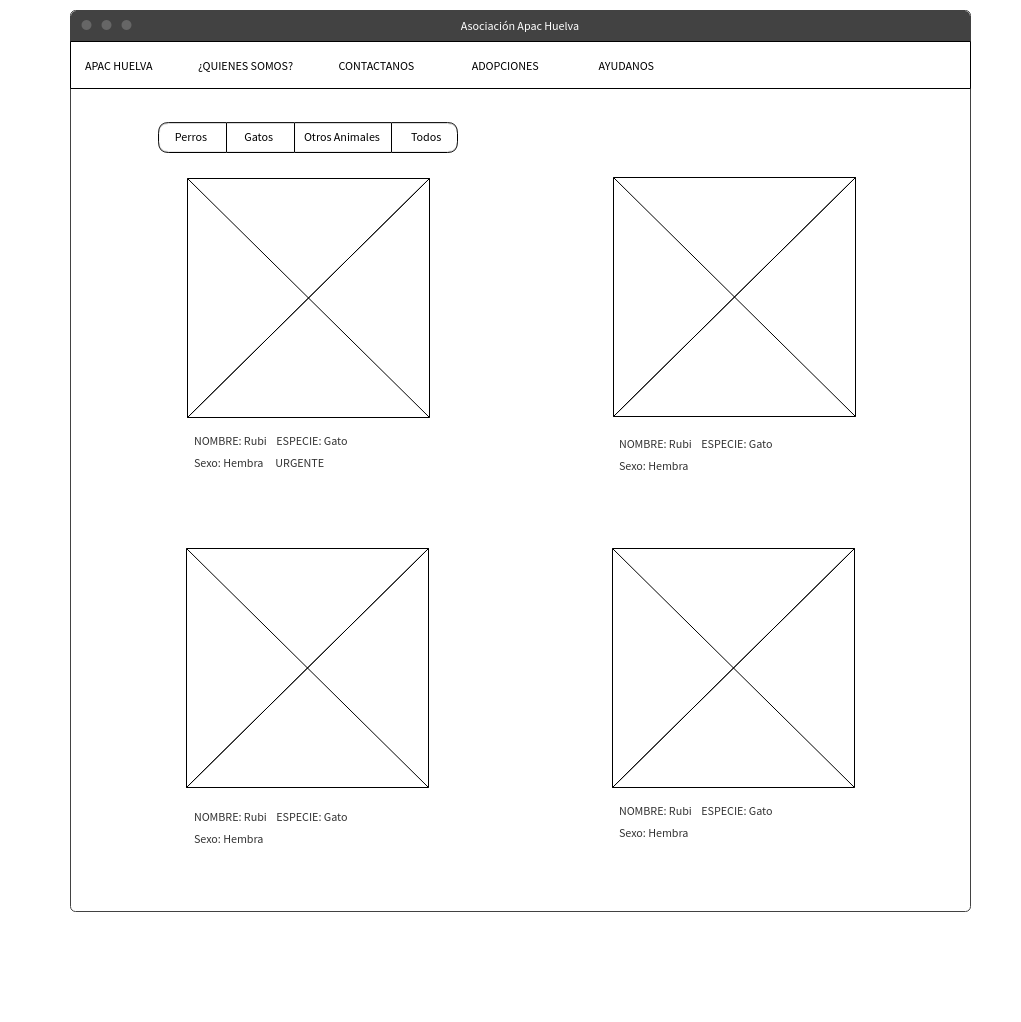 Asociación Apac Huelva
APAC HUELVA ¿QUIENES SOMOS? CONTACTANOS ADOPCIONES AYUDANOS
Perros Gatos Otros Animales Todos
NOMBRE: Rubi ESPECIE: Gato
Sexo: Hembra URGENTE
NOMBRE: Rubi ESPECIE: Gato
Sexo: Hembra
NOMBRE: Rubi ESPECIE: Gato
Sexo: Hembra
NOMBRE: Rubi ESPECIE: Gato
Sexo: Hembra